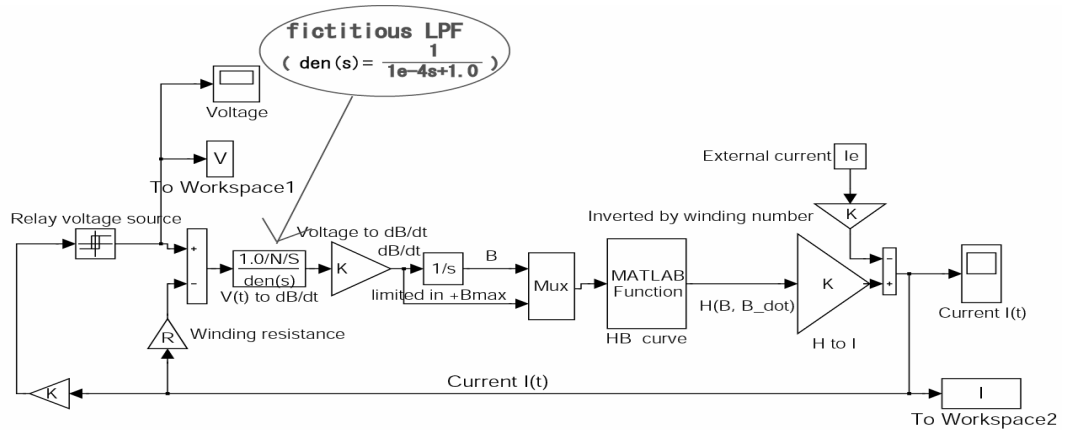 fictitious LPF
( den(s)= 1
1e-4s+1.0 )
Voltage
V
To Workspace1
External current Ie
Relay voltage source
Inverted by winding number
K
Voltage to dB/dt
dB/dt
+
-
1.0/N/S
den(s)
V(t) to dB/dt
K
1/s
B
limited in +Bmax
Mux
MATLAB
Function
HB curve
H(B, B_dot)
K
H to I
-
+
Current I(t)
R
Winding resistance
K
Current I(t)
I
To Workspace2